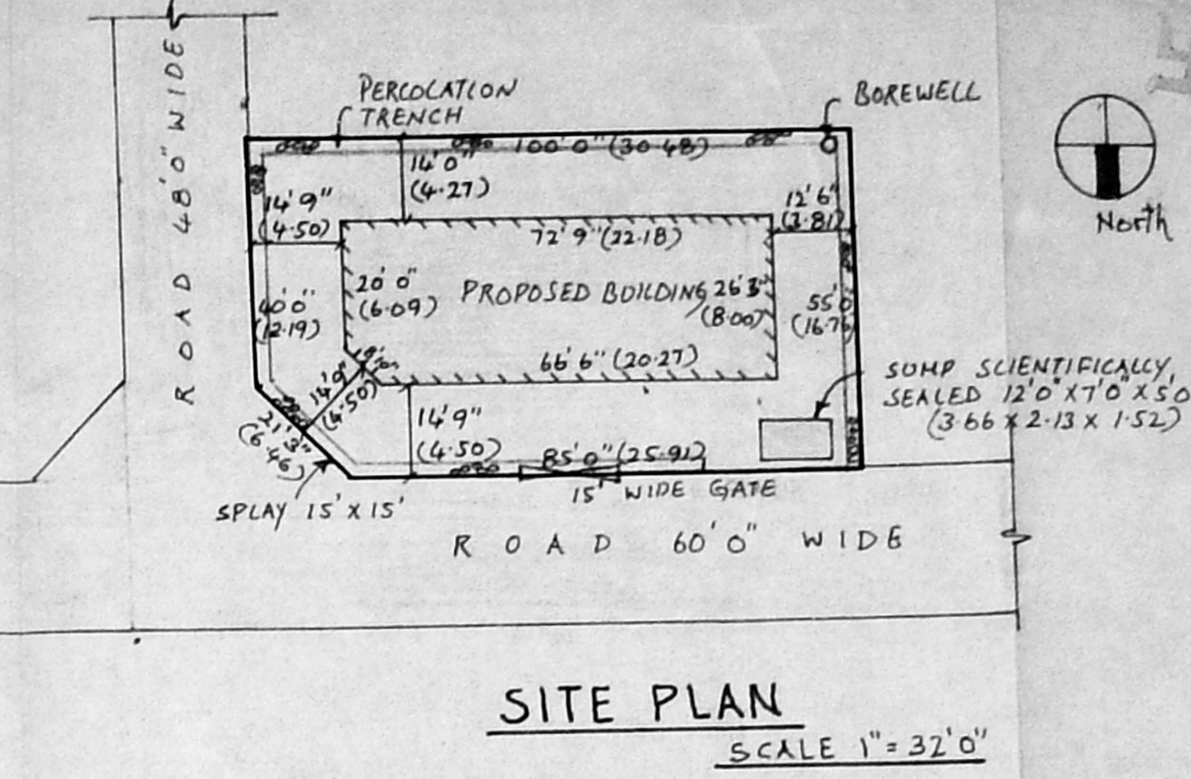 ROAD 48'0" WIDE
PERCOLATION
TRENCH
BOREWELL
100'0" (30.48)
14'0"
(4.27)
14'9"
(4.50)
12'6"
(3.81)
North
72'9" (22.18)
20'0"
(6.09)
PROPOSED BUILDING
26'3"
(8.00)
40'0"
(12.19)
55'0"
(16.76)
66'6" (20.27)
SUMP SCIENTIFICALLY
SEALED 12'0" X 7'0" X 5'0
(3.66 x 2.13 x 1.52)
14'9"
(4.50)
21'3"
(6.46)
14'9"
(4.50)
85'0" (25.91)
15' WIDE GATE
SPLAY 15' X 15'
ROAD 60'0" WIDE
SITE PLAN
SCALE 1" = 32'0"